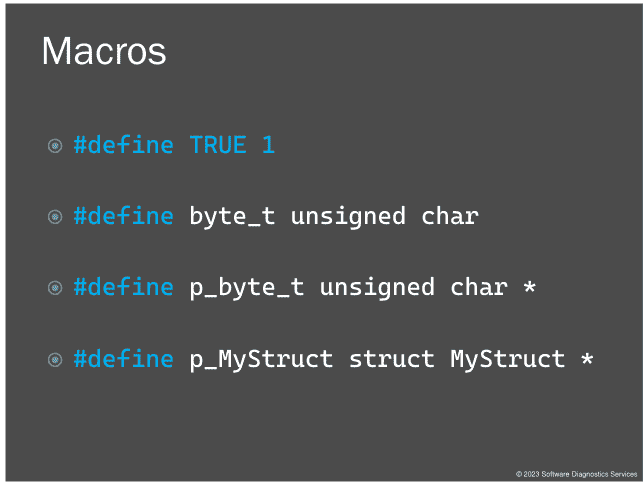 Macros
#define TRUE 1
#define byte_t unsigned char
#define p_byte_t unsigned char *
#define p_MyStruct struct MyStruct *
© 2023 Software Diagnostics Services